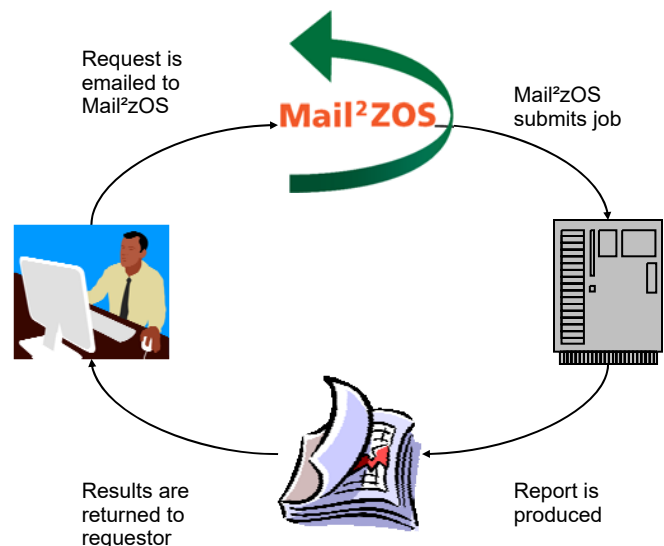 Request is
emailed to
Mail²zOS
Mail²ZOS
Mail²zOS
submits job
Results are
returned to
requestor
Report is
produced